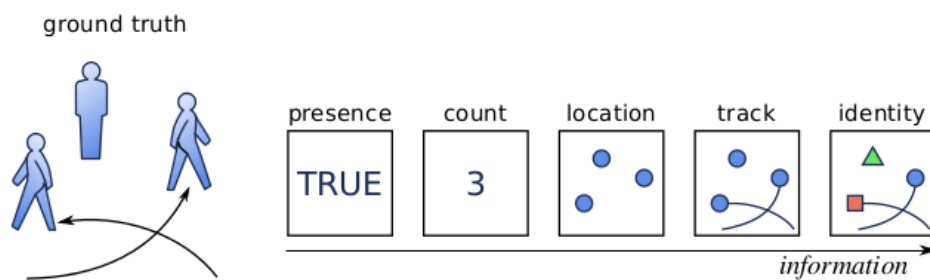 ground truth
presence count location track identity
TRUE 3
information